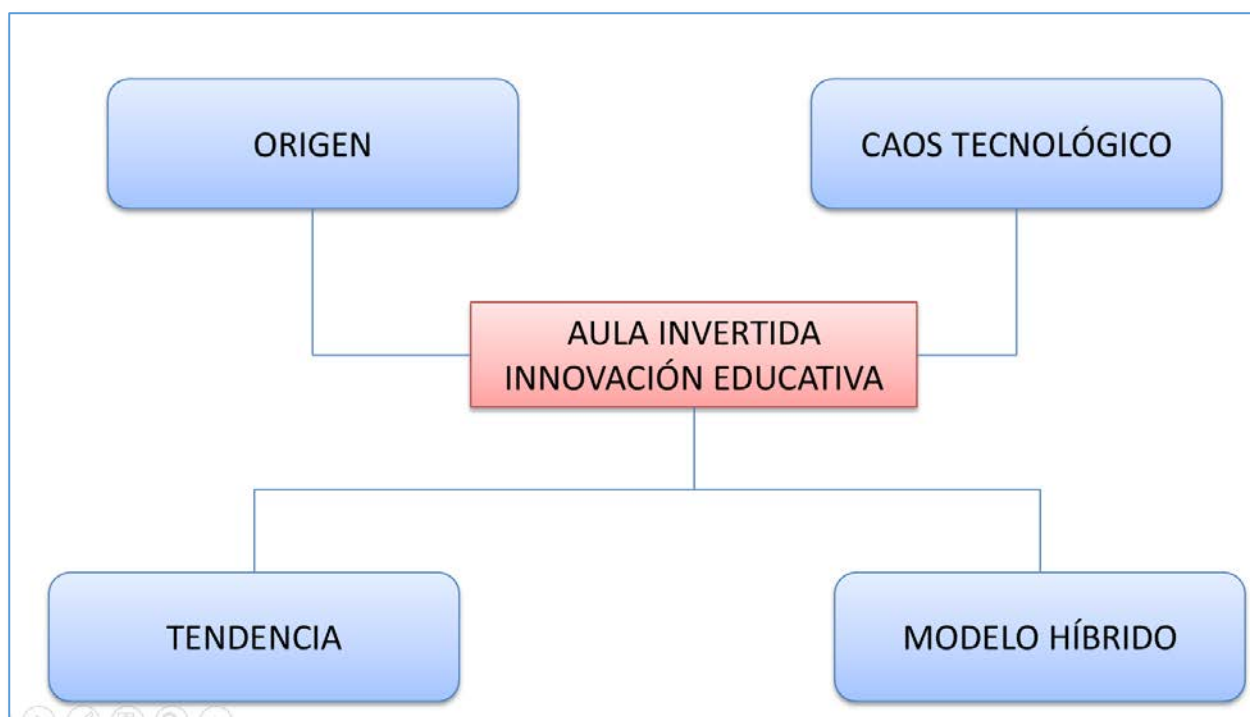 ORIGEN
CAOS TECNOLÓGICO
AULA INVERTIDA
INNOVACIÓN EDUCATIVA
TENDENCIA
MODELO HÍBRIDO